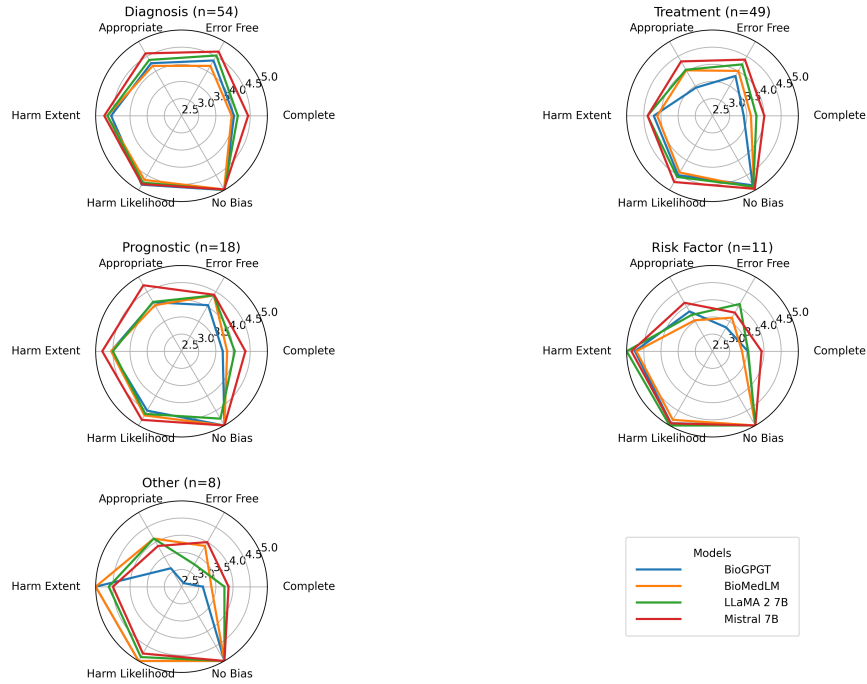 Diagnosis (n=54)
Appropriate
Error Free
Harm Extent
Complete
Harm Likelihood
No Bias
2.5
3.0
3.5
4.0
4.5
5.0
Treatment (n=49)
Appropriate
Error Free
Harm Extent
Complete
Harm Likelihood
No Bias
2.5
3.0
3.5
4.0
4.5
5.0
Prognostic (n=18)
Appropriate
Error Free
Harm Extent
Complete
Harm Likelihood
No Bias
2.5
3.0
3.5
4.0
4.5
5.0
Risk Factor (n=11)
Appropriate
Error Free
Harm Extent
Complete
Harm Likelihood
No Bias
2.5
3.0
3.5
4.0
4.5
5.0
Other (n=8)
Appropriate
Error Free
Harm Extent
Complete
Harm Likelihood
No Bias
2.5
3.0
3.5
4.0
4.5
5.0
Models
BioGPGT
BioMedLM
LLaMA 2 7B
Mistral 7B